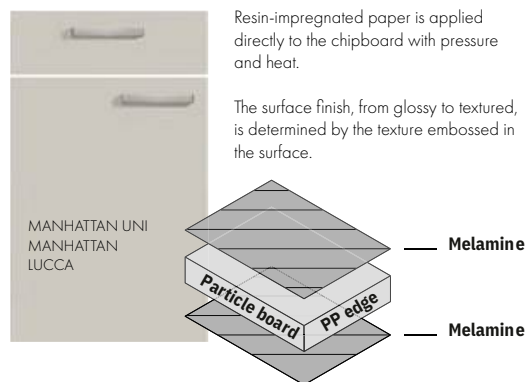 Resin-impregnated paper is applied
directly to the chipboard with pressure
and heat.
The surface finish, from glossy to textured,
is determined by the texture embossed in
the surface.
MANHATTAN UNI
MANHATTAN
LUCCA
Melamine
Particle board
PP edge
Melamine